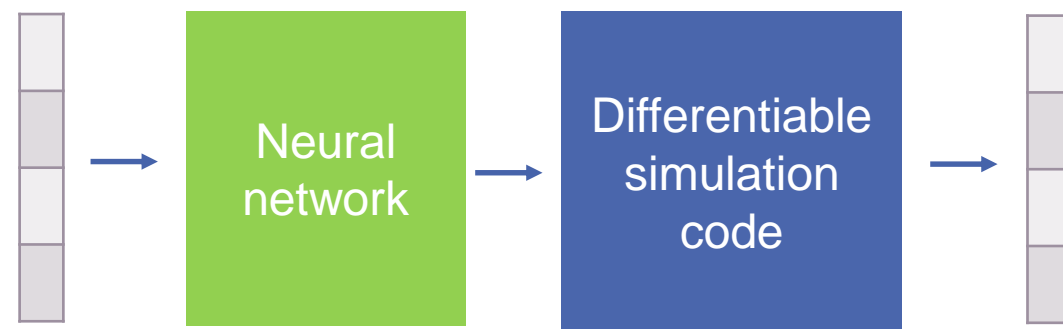 Neural
network
Differentiable
simulation
code